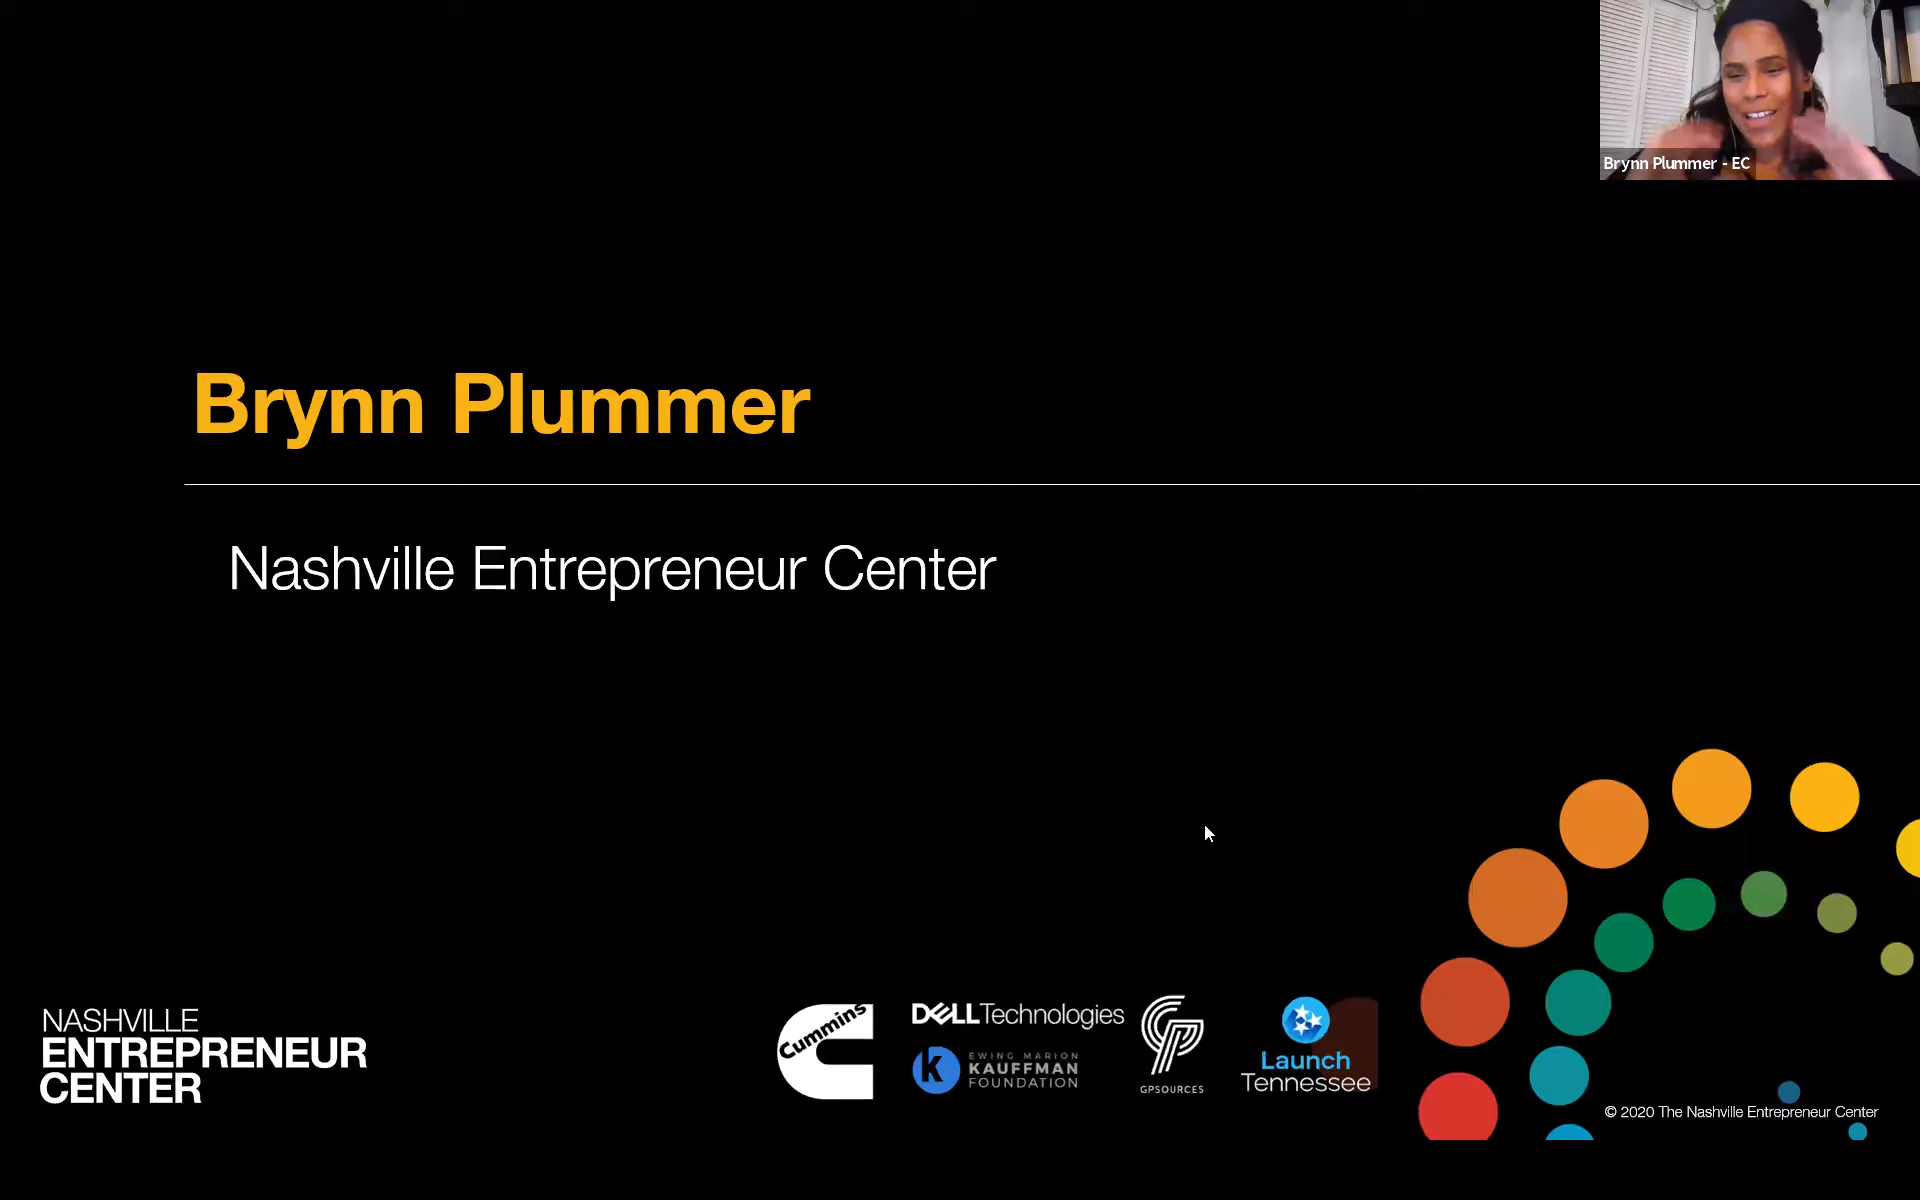 Brynn Plummer - EC
Brynn Plummer
Nashville Entrepreneur Center
NASHVILLE
ENTREPRENEUR
CENTER
Cummins
DELLTechnologies
K
EWING MARION
KAUFFMAN
FOUNDATION
GP
GPSOURCES
Launch
Tennessee
© 2020 The Nashville Entrepreneur Center